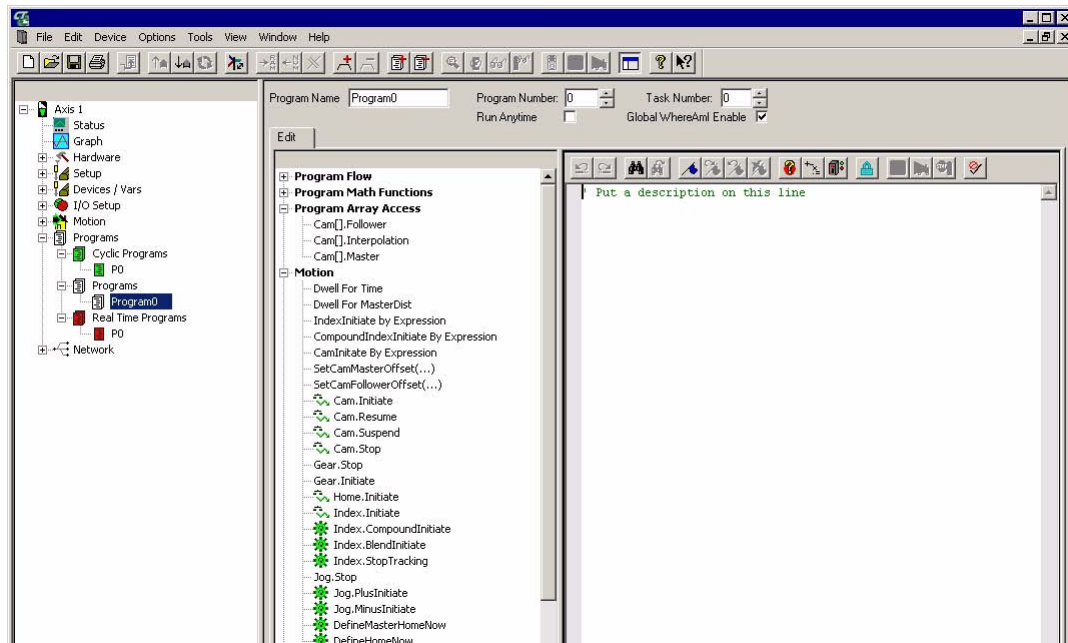 File Edit Device Options Tools View Window Help
Program Name Program0 Program Number: 0 Task Number: 0
Run Anytime Global WhereAmI Enable
Edit
Axis 1
Status
Graph
Hardware
Setup
Devices / Vars
I/O Setup
Motion
Programs
Cyclic Programs
P0
Programs
Program0
Real Time Programs
P0
Network
Program Flow
Program Math Functions
Program Array Access
Cam[].Follower
Cam[].Interpolation
Cam[].Master
Motion
Dwell For Time
Dwell For MasterDist
IndexInitiate by Expression
CompoundIndexInitiate By Expression
CamInitate By Expression
SetCamMasterOffset(...)
SetCamFollowerOffset(...)
Cam.Initiate
Cam.Resume
Cam.Suspend
Cam.Stop
Gear.Stop
Gear.Initiate
Home.Initiate
Index.Initiate
Index.CompoundInitiate
Index.BlendInitiate
Index.StopTracking
Jog.Stop
Jog.PlusInitiate
Jog.MinusInitiate
DefineMasterHomeNow
DefineHomeNow
' Put a description on this line